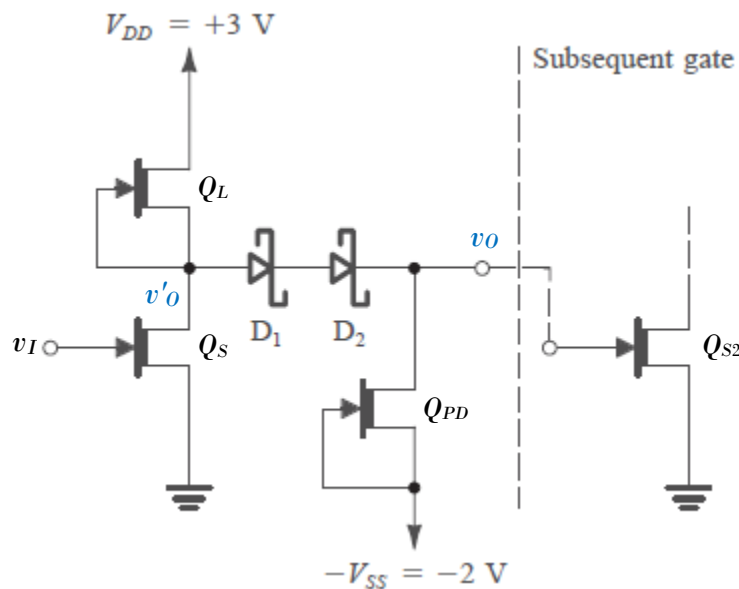 V_DD = +3 V
Subsequent gate
Q_L
v_O
v'_O
v_I
Q_S
D_1
D_2
Q_S2
Q_PD
−V_SS = −2 V